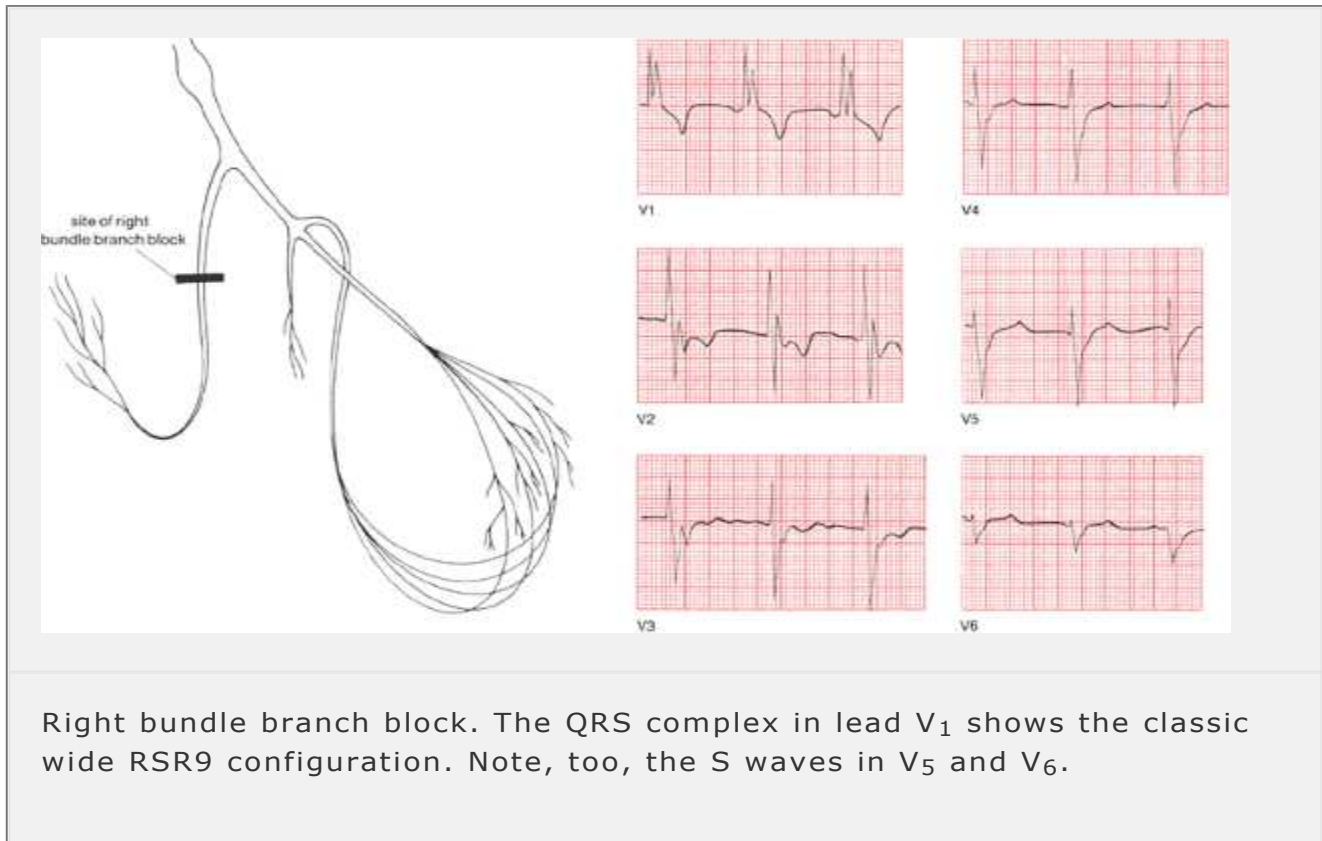 site of right
bundle branch block
V1
V4
V2
V5
V3
V6
Right bundle branch block. The QRS complex in lead V1 shows the classic
wide RSR9 configuration. Note, too, the S waves in V5 and V6.